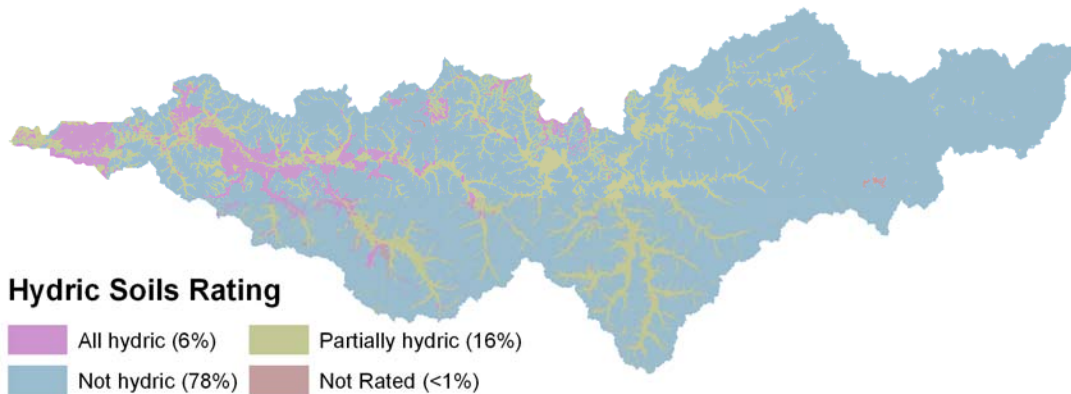 Hydric Soils Rating
All hydric (6%) Partially hydric (16%)
Not hydric (78%) Not Rated (<1%)